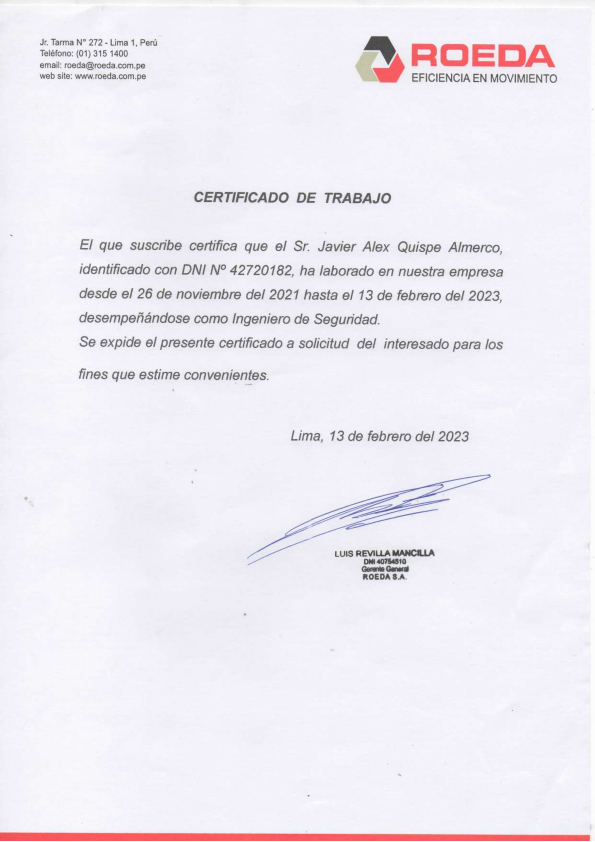 Jr. Tarma N° 272 - Lima 1, Perú
Teléfono: (01) 315 1400
email: roeda@roeda.com.pe
web site: www.roeda.com.pe
ROEDA
EFICIENCIA EN MOVIMIENTO
CERTIFICADO DE TRABAJO
El que suscribe certifica que el Sr. Javier Alex Quispe Almerco,
identificado con DNI Nº 42720182, ha laborado en nuestra empresa
desde el 26 de noviembre del 2021 hasta el 13 de febrero del 2023,
desempeñándose como Ingeniero de Seguridad.
Se expide el presente certificado a solicitud del interesado para los
fines que estime convenientes.
Lima, 13 de febrero del 2023
LUIS REVILLA MANCILLA
DNI 40754510
Gerente General
ROEDA S.A.